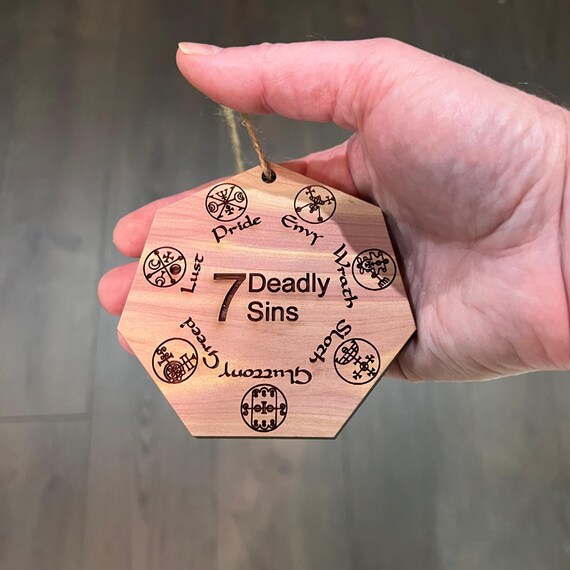 Pride
Envy
Wrath
Sloth
Gluttony
Greed
Lust
7 Deadly
Sins